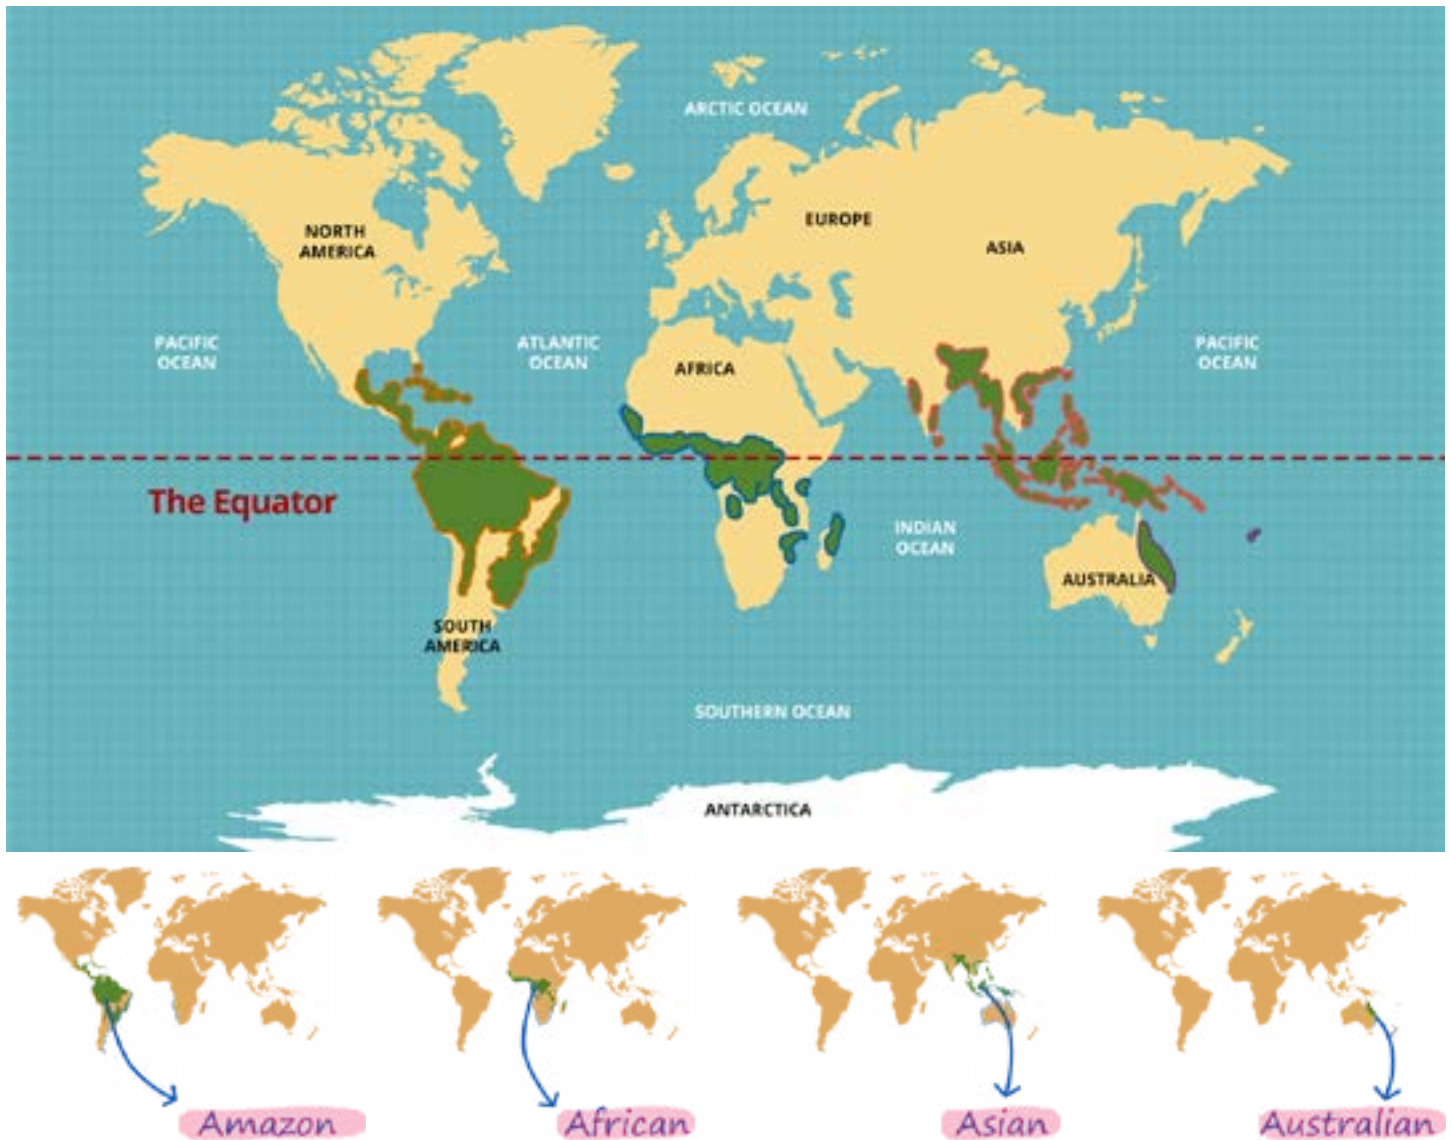 ARCTIC OCEAN
NORTH
AMERICA
EUROPE
ASIA
PACIFIC
OCEAN
ATLANTIC
OCEAN
AFRICA
PACIFIC
OCEAN
The Equator
INDIAN
OCEAN
AUSTRALIA
SOUTH
AMERICA
SOUTHERN OCEAN
ANTARCTICA
Amazon
African
Asian
Australian